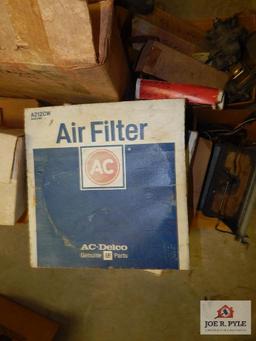 A212CW
Air Filter
AC
AC-Delco
Genuine GM Parts
JOE R. PYLE